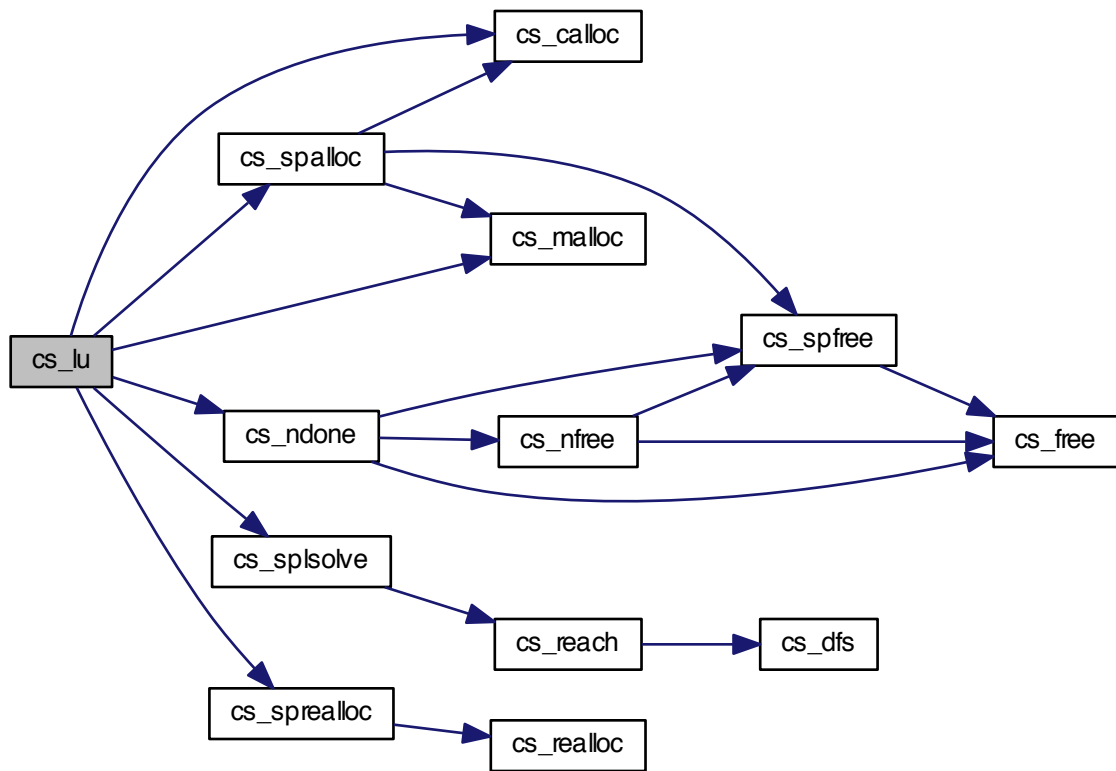 cs_calloc
cs_spalloc
cs_malloc
cs_spfree
cs_lu
cs_ndone
cs_nfree
cs_free
cs_splsolve
cs_reach
cs_dfs
cs_sprealloc
cs_realloc